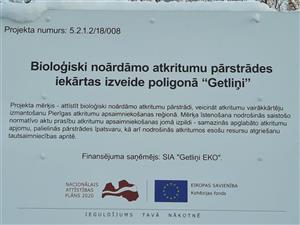 Projekta numurs: 5.2.1.2/18/008
Bioloģiski noārdāmo atkritumu pārstrādes
iekārtas izveide poligonā “Getliņi”
Projekta mērķis - attīstīt bioloģiski noārdāmo atkritumu pārstrādi, veicināt atkritumu vairākkārtēju
izmantošanu Pierīgas atkritumu apsaimniekošanas reģionā. Mērķa īstenošana nodrošinās saistošo
normatīvo aktu prasību atkritumu apsaimniekošanas jomā izpildi - samazinās apglabāto atkritumu
apjomu, palielinās pārstrādes īpatsvaru, kā arī nodrošinās atkritumos esošu resursu atgriešanu
tautsaimniecības apritē.
Finansējuma saņēmējs: SIA “Getliņi EKO”.
NACIONĀLAIS
ATTĪSTĪBAS
PLĀNS 2020
EIROPAS SAVIENĪBA
Kohēzijas fonds
IEGULDĪJUMS TAVĀ NĀKOTNĒ